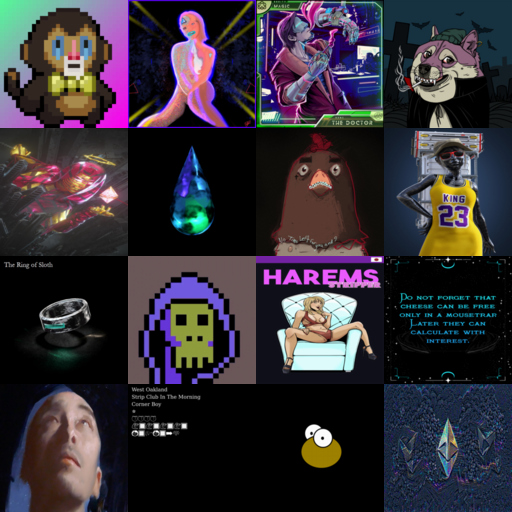 MAGIC
THE DOCTOR
KING
23
The Ring of Sloth
HAREMS
DO NOT FORGET THAT
CHEESE CAN BE FREE
ONLY IN A MOUSETRAP.
LATER THEY CAN
CALCULATE WITH
INTEREST.
West Oakland
Strip Club In The Morning
Corner Boy